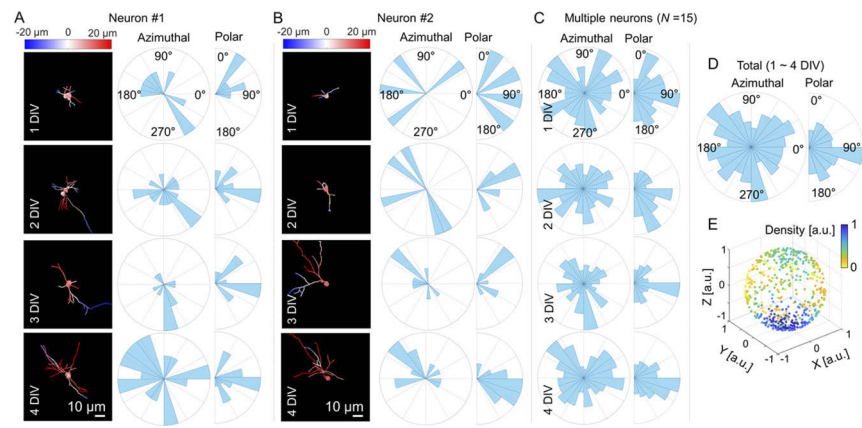 A
Neuron #1
-20 µm 20 µm
Azimuthal
Polar
90°
180°
0°
270°
0°
90°
180°
1 DIV
2 DIV
3 DIV
4 DIV
10 µm
B
Neuron #2
-20 µm 20 µm
Azimuthal
Polar
90°
180°
0°
270°
0°
90°
180°
1 DIV
2 DIV
3 DIV
4 DIV
10 µm
C
Multiple neurons (N =15)
Azimuthal
Polar
90°
180°
0°
270°
0°
90°
180°
1 DIV
2 DIV
3 DIV
4 DIV
D
Total (1 ~ 4 DIV)
Azimuthal
Polar
90°
180°
0°
270°
0°
90°
180°
E
Density [a.u.]
1
0
1
0
-1
Z [a.u.]
1
0
-1
Y [a.u.]
-1
0
1
X [a.u.]